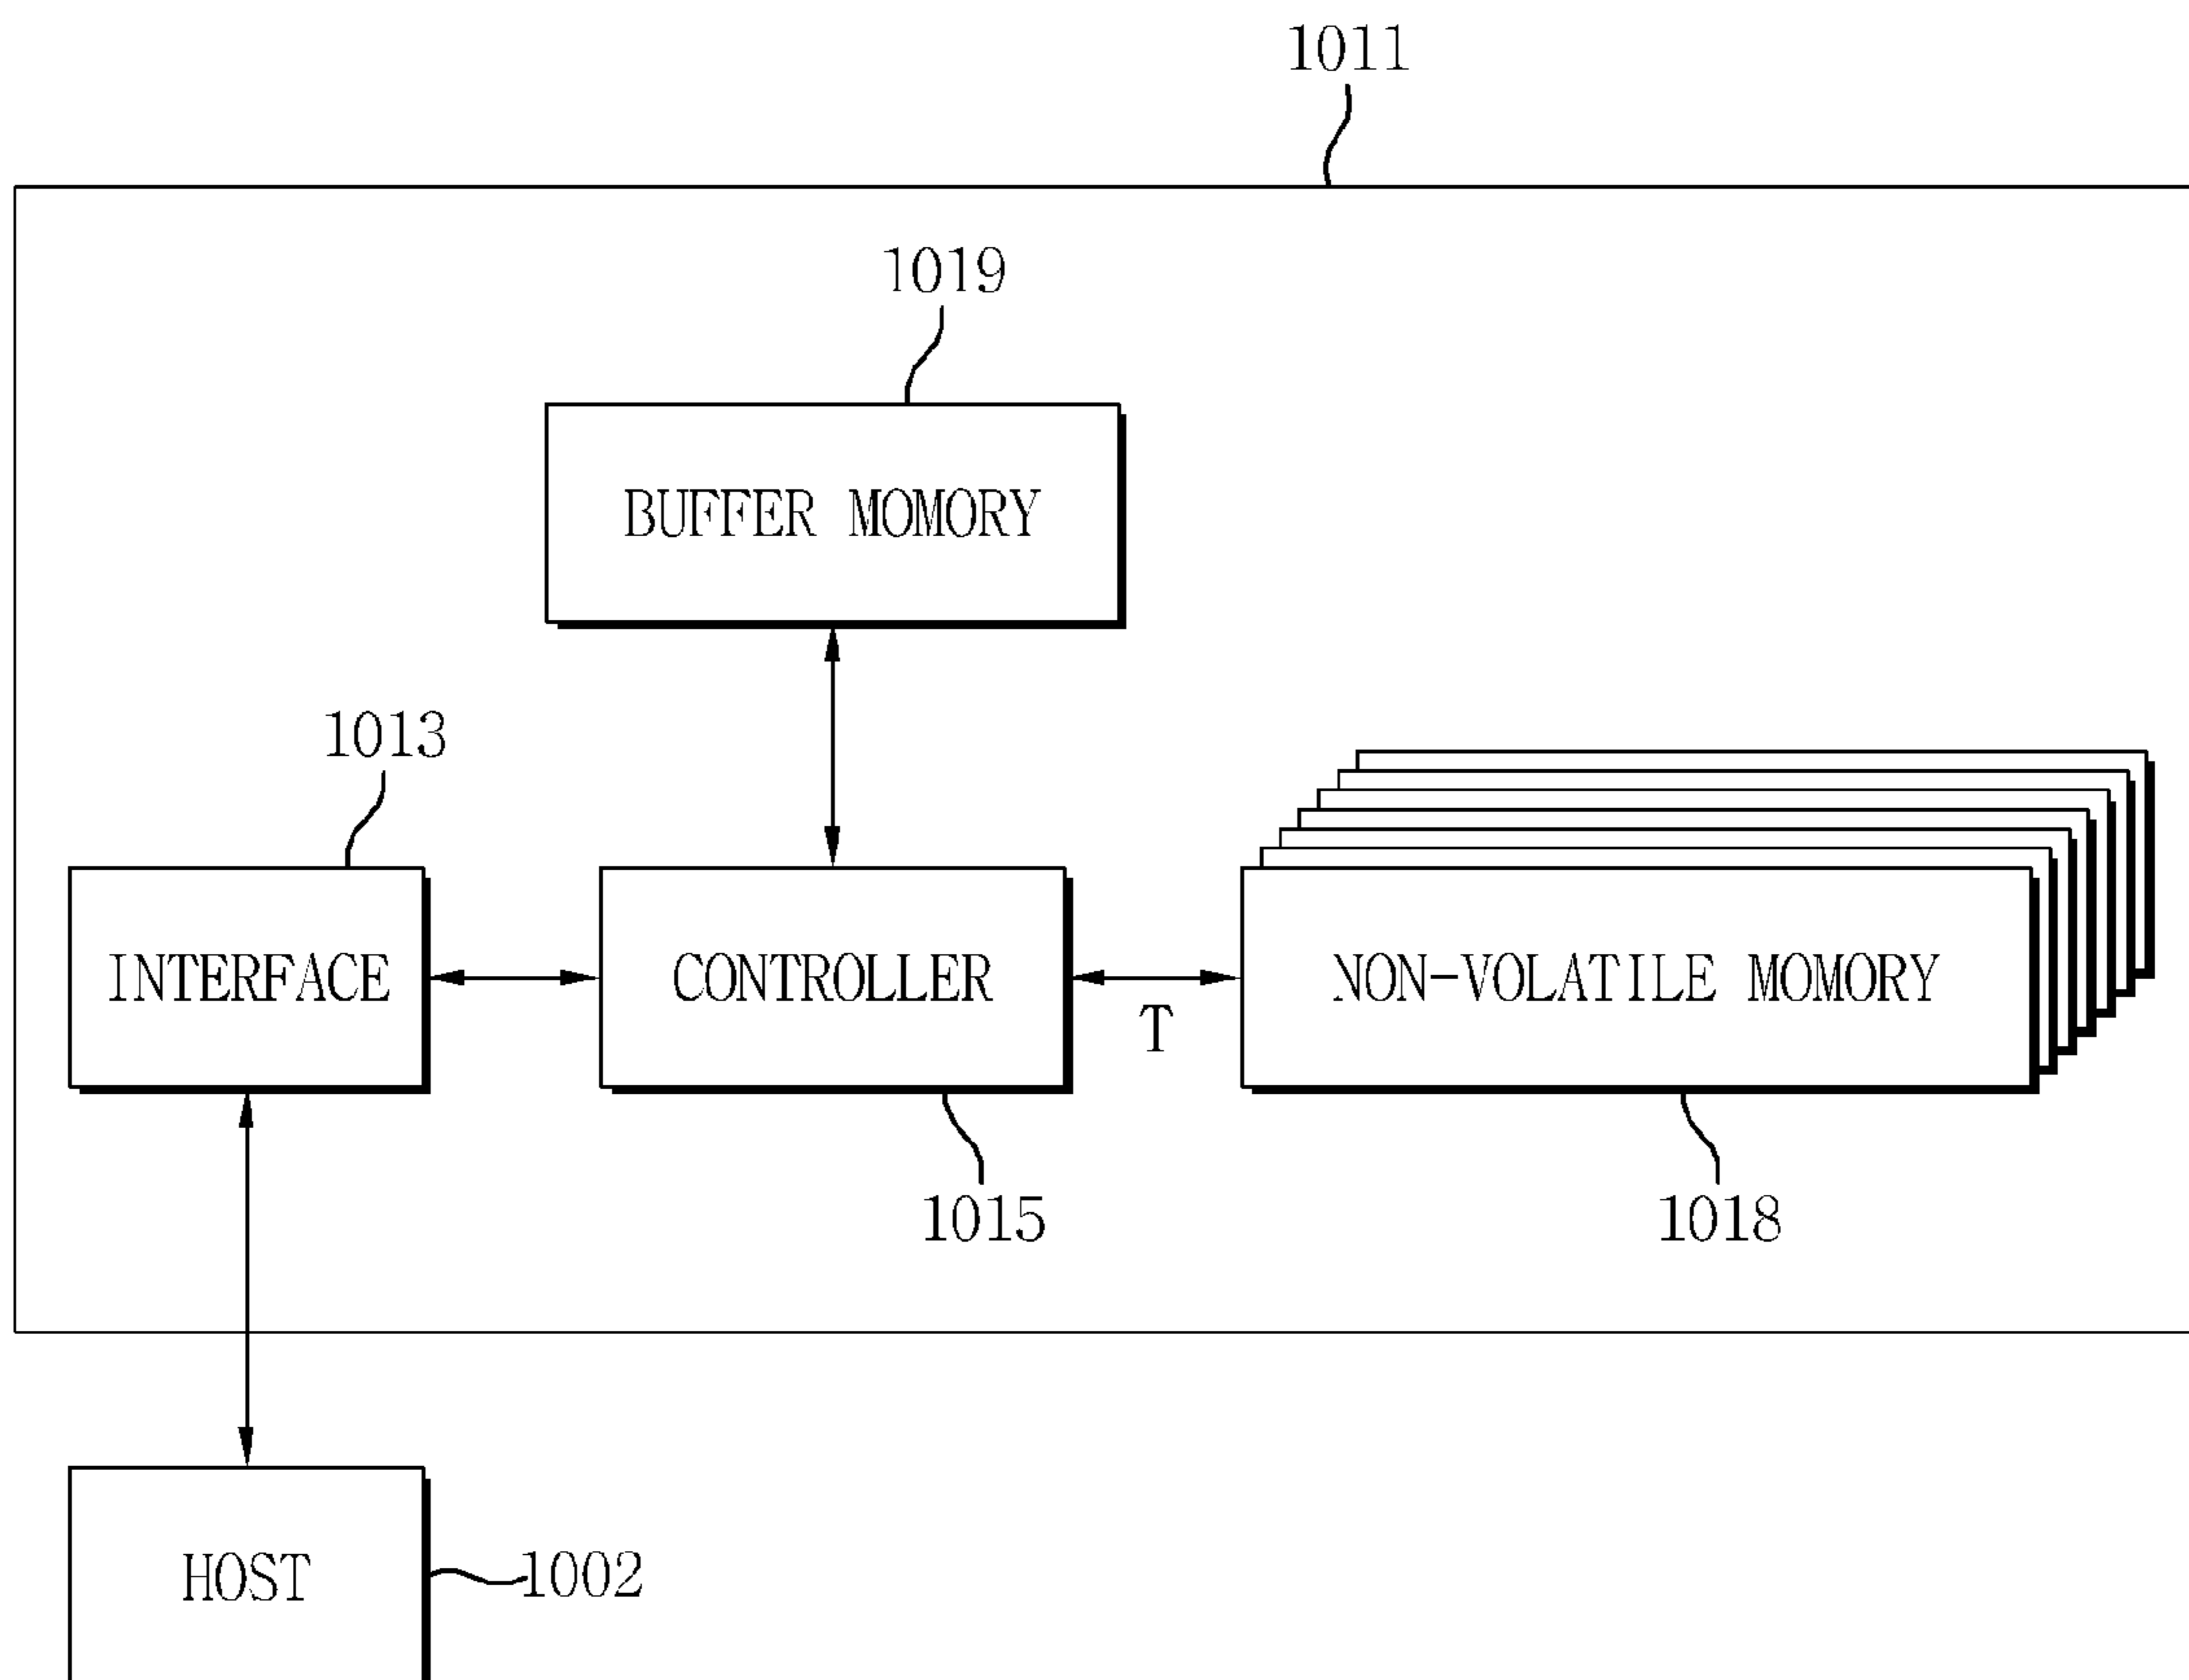 1011
1019
BUFFER MOMORY
1013
INTERFACE
CONTROLLER
T
NON-VOLATILE MOMORY
1015
1018
HOST
1002